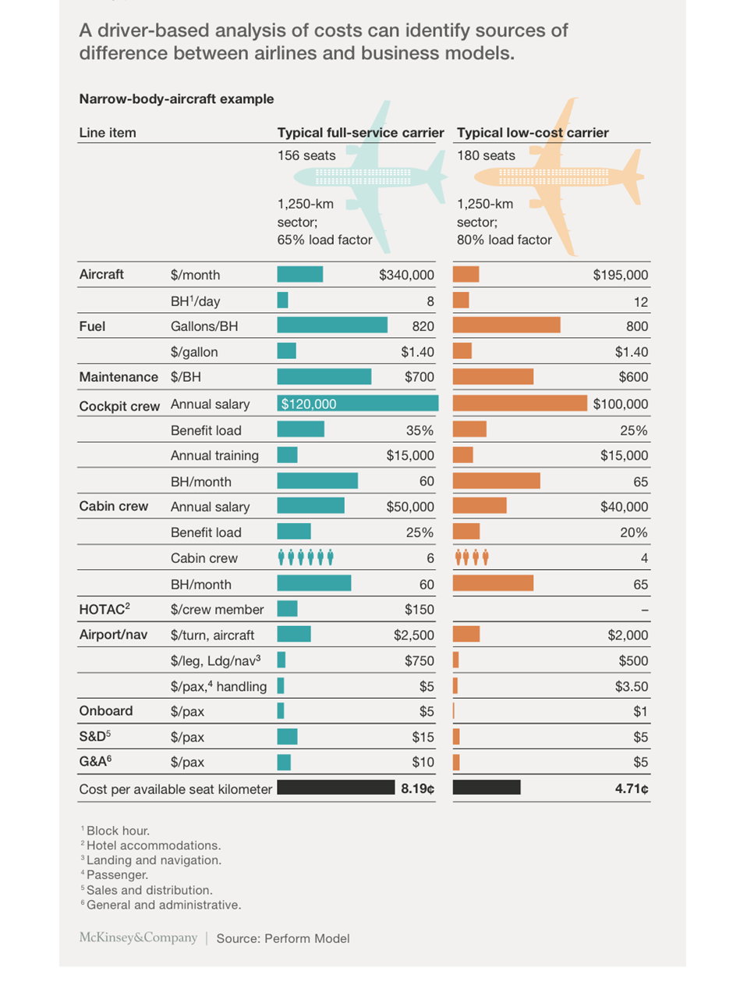 A driver-based analysis of costs can identify sources of
difference between airlines and business models.
Narrow-body-aircraft example
Line item Typical full-service carrier Typical low-cost carrier
156 seats 180 seats
1,250-km 1,250-km
sector; sector;
65% load factor 80% load factor
Aircraft $/month $340,000 $195,000
BH¹/day 8 12
Fuel Gallons/BH 820 800
$/gallon $1.40 $1.40
Maintenance $/BH $700 $600
Cockpit crew Annual salary $120,000 $100,000
Benefit load 35% 25%
Annual training $15,000 $15,000
BH/month 60 65
Cabin crew Annual salary $50,000 $40,000
Benefit load 25% 20%
Cabin crew 6 4
BH/month 60 65
HOTAC² $/crew member $150 –
Airport/nav $/turn, aircraft $2,500 $2,000
$/leg, Ldg/nav³ $750 $500
$/pax,⁴ handling $5 $3.50
Onboard $/pax $5 $1
S&D⁵ $/pax $15 $5
G&A⁶ $/pax $10 $5
Cost per available seat kilometer 8.19¢ 4.71¢
¹ Block hour.
² Hotel accommodations.
³ Landing and navigation.
⁴ Passenger.
⁵ Sales and distribution.
⁶ General and administrative.
McKinsey&Company | Source: Perform Model